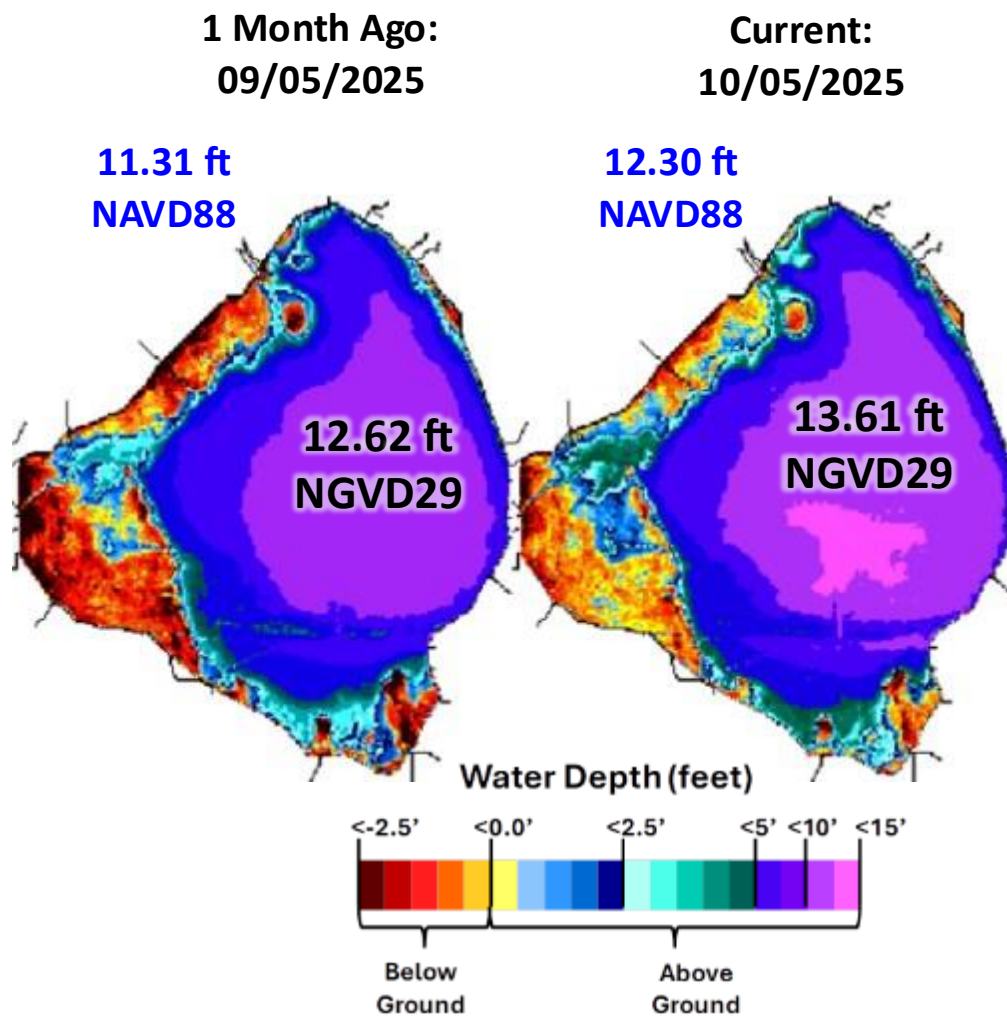 1 Month Ago:
09/05/2025
Current:
10/05/2025
11.31 ft
NAVD88
12.30 ft
NAVD88
12.62 ft
NGVD29
13.61 ft
NGVD29
Water Depth (feet)
<-2.5’ <0.0’ <2.5’ <5’ <10’ <15’
Below
Ground
Above
Ground